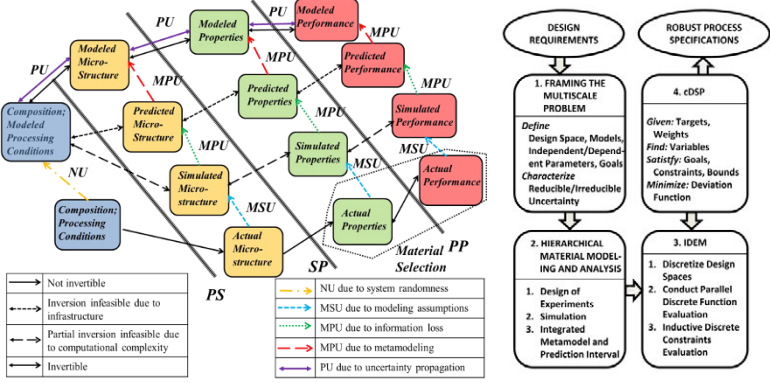 Modeled
Performance
PU
Modeled
Properties
PU
Modeled
Micro-
Structure
PU
MPU
Predicted
Performance
MPU
Predicted
Properties
MPU
Predicted
Micro-
Structure
MPU
Simulated
Performance
MPU
Simulated
Properties
MPU
Simulated
Micro-
structure
MSU
Actual
Performance
MSU
Actual
Properties
MSU
Actual
Micro-
structure
Composition;
Modeled
Processing
Conditions
NU
Composition;
Processing
Conditions
PS
SP
Material
Selection
PP
Not invertible
Inversion infeasible due to
infrastructure
Partial inversion infeasible due
to computational complexity
Invertible
NU due to system randomness
MSU due to modeling assumptions
MPU due to information loss
MPU due to metamodeling
PU due to uncertainty propagation
DESIGN
REQUIREMENTS
1. FRAMING THE
MULTISCALE
PROBLEM
Define
Design Space, Models,
Independent/Depend-
ent Parameters, Goals
Characterize
Reducible/Irreducible
Uncertainty
2. HIERARCHICAL
MATERIAL MODEL-
ING AND ANALYSIS
1. Design of
Experiments
2. Simulation
3. Integrated
Metamodel and
Prediction Interval
ROBUST PROCESS
SPECIFICATIONS
4. cDSP
Given: Targets,
Weights
Find: Variables
Satisfy: Goals,
Constraints, Bounds
Minimize: Deviation
Function
3. IDEM
1. Discretize Design
Spaces
2. Conduct Parallel
Discrete Function
Evaluation
3. Inductive Discrete
Constraints
Evaluation